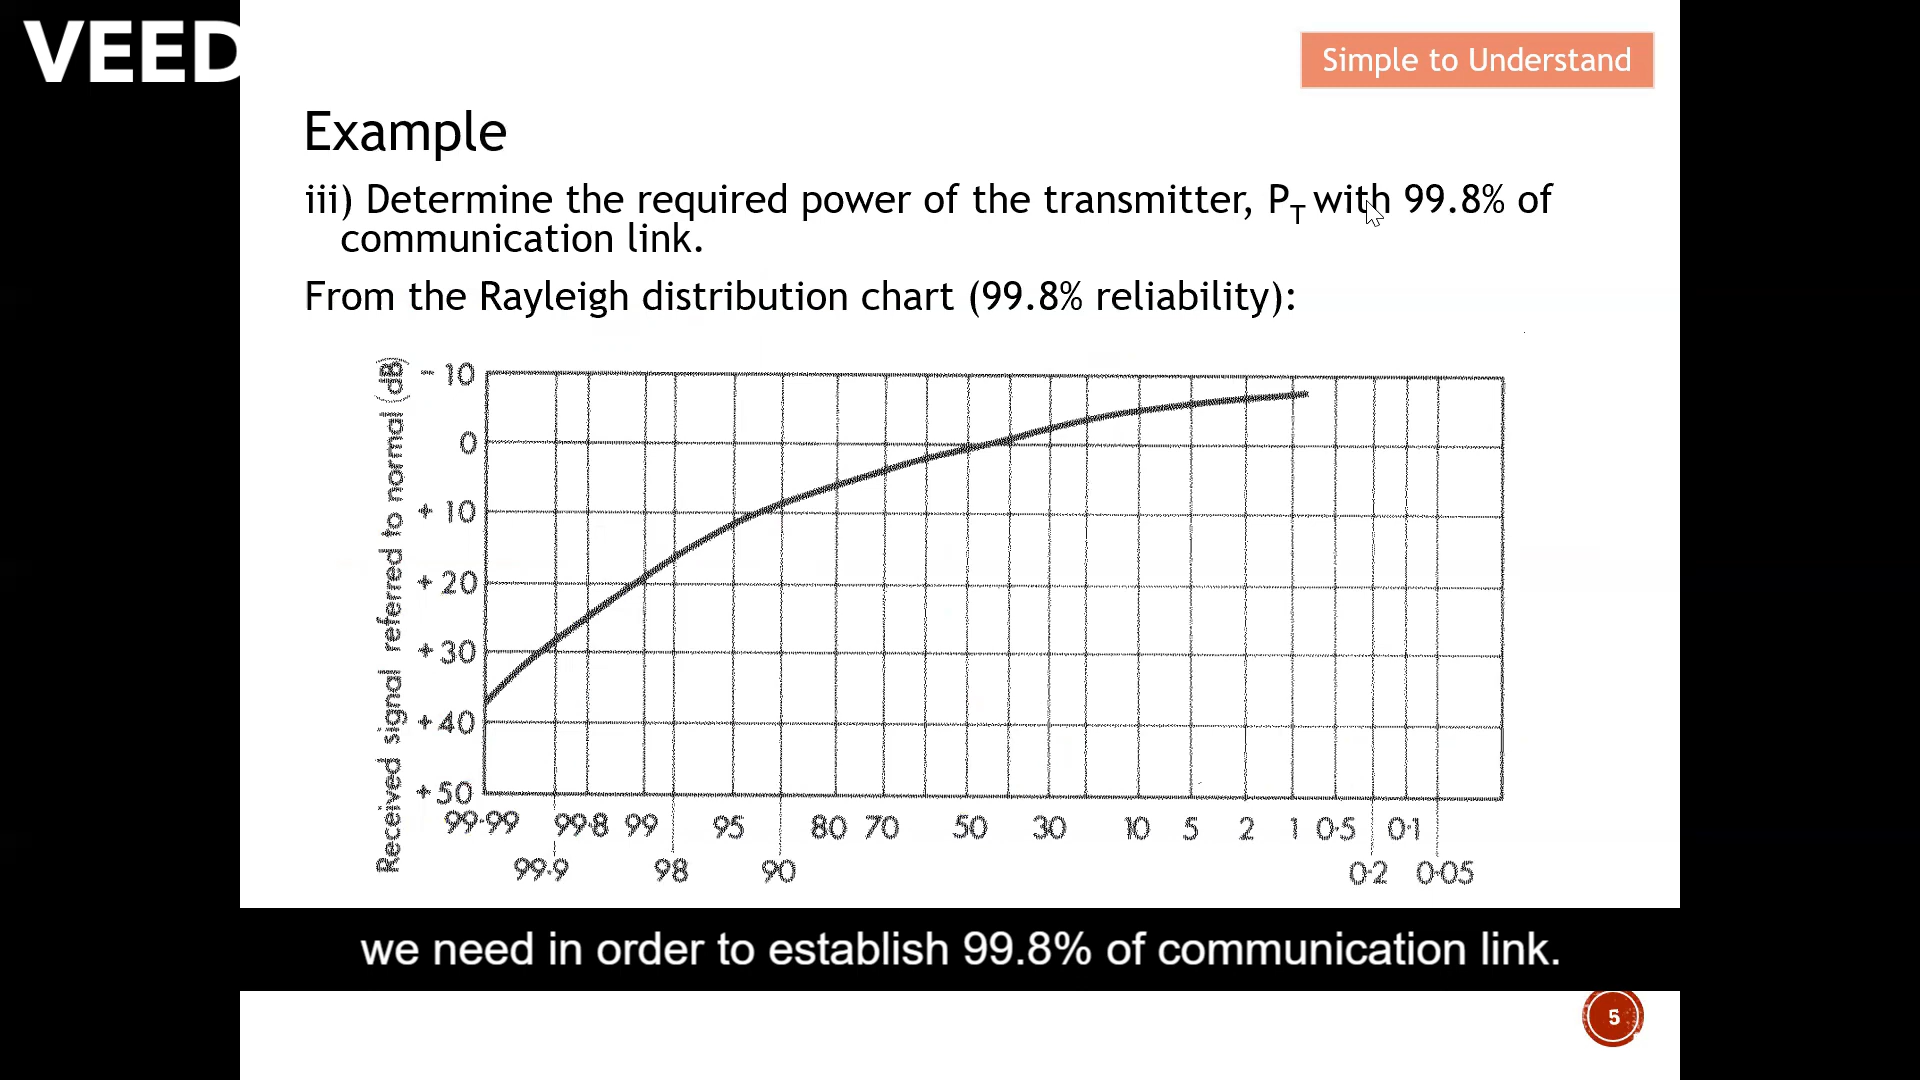 VEED
Simple to Understand
Example
iii) Determine the required power of the transmitter, PT with 99.8% of
communication link.
From the Rayleigh distribution chart (99.8% reliability):
Received signal referred to normal (dB)
- 10
0
+ 10
+ 20
+ 30
+ 40
+ 50
99·99 99·8 99 95 80 70 50 30 10 5 2 1 0·5 0·1
99·9 98 90 0·2 0·05
we need in order to establish 99.8% of communication link.
5